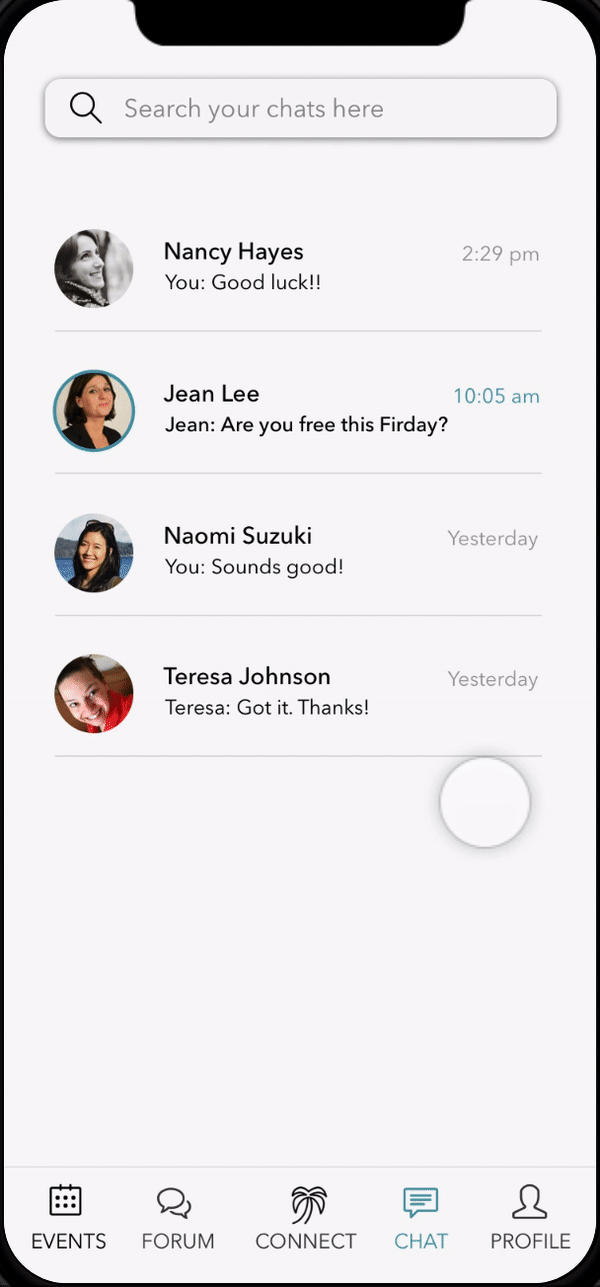 Search your chats here
Nancy Hayes
2:29 pm
You: Good luck!!
Jean Lee
10:05 am
Jean: Are you free this Firday?
Naomi Suzuki
Yesterday
You: Sounds good!
Teresa Johnson
Yesterday
Teresa: Got it. Thanks!
EVENTS
FORUM
CONNECT
CHAT
PROFILE